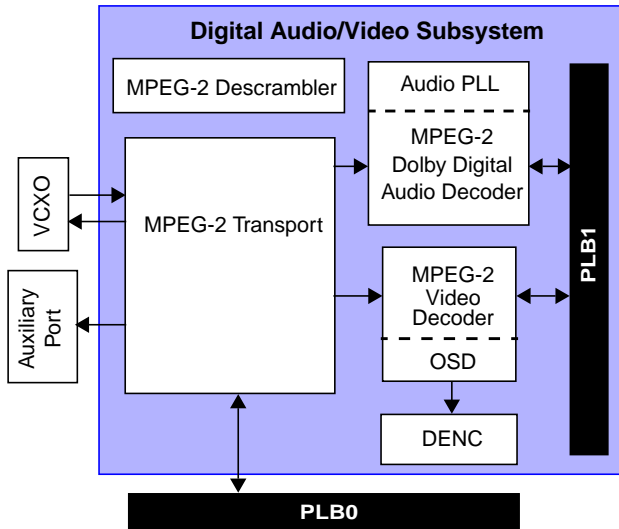 Digital Audio/Video Subsystem
MPEG-2 Descrambler
Audio PLL
MPEG-2
Dolby Digital
Audio Decoder
VCXO
MPEG-2 Transport
PLB1
MPEG-2
Video
Decoder
OSD
Auxiliary
Port
DENC
PLB0